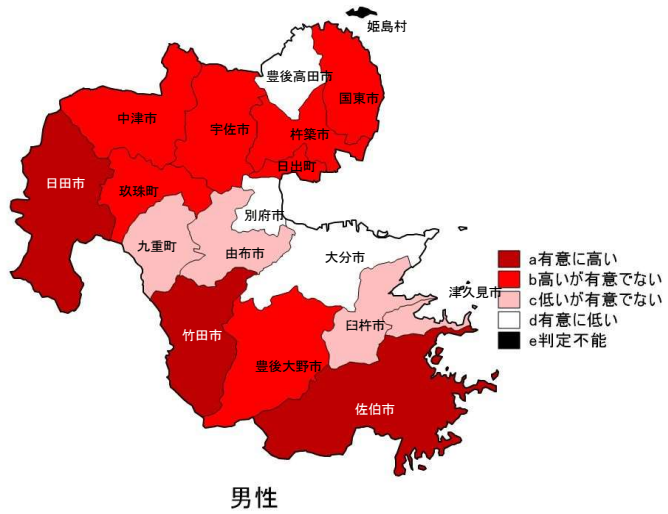 姫島村
豊後高田市
国東市
中津市
宇佐市
杵築市
日出町
日田市
玖珠町
別府市
九重町
由布市
大分市
津久見市
竹田市
臼杵市
豊後大野市
佐伯市
a有意に高い
b高いが有意でない
c低いが有意でない
d有意に低い
e判定不能
男性